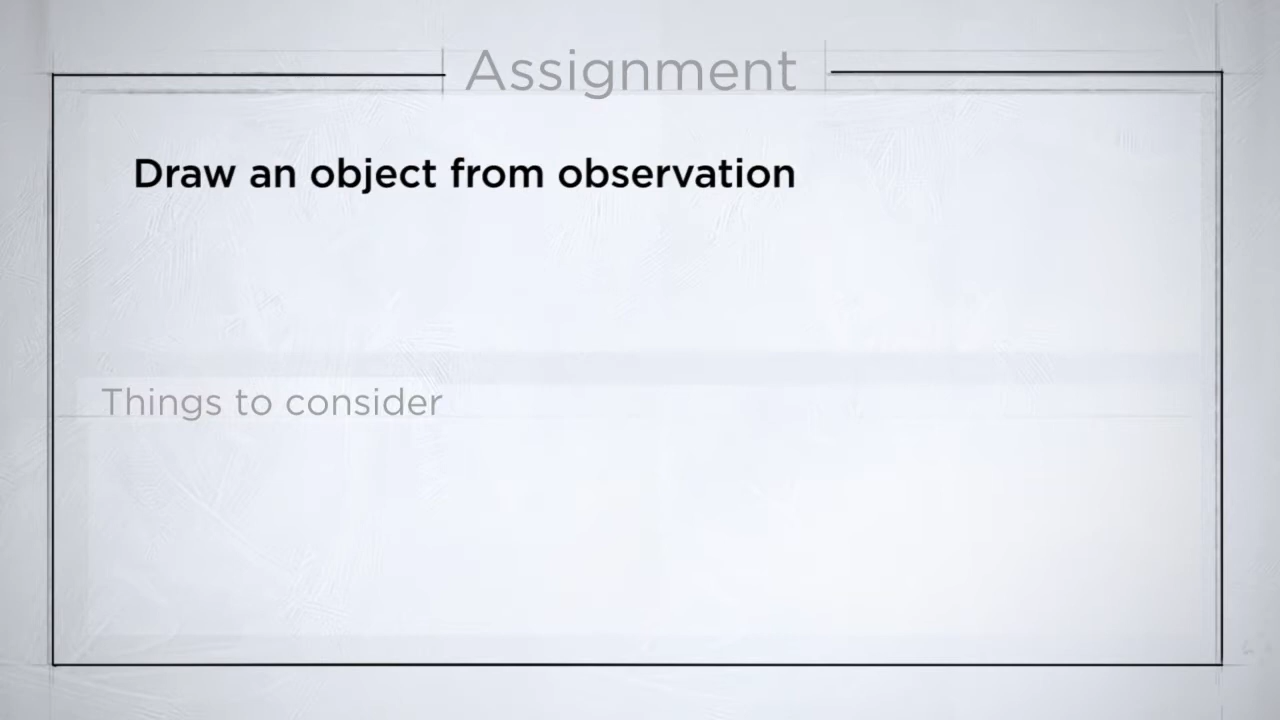 Assignment
Draw an object from observation
Things to consider